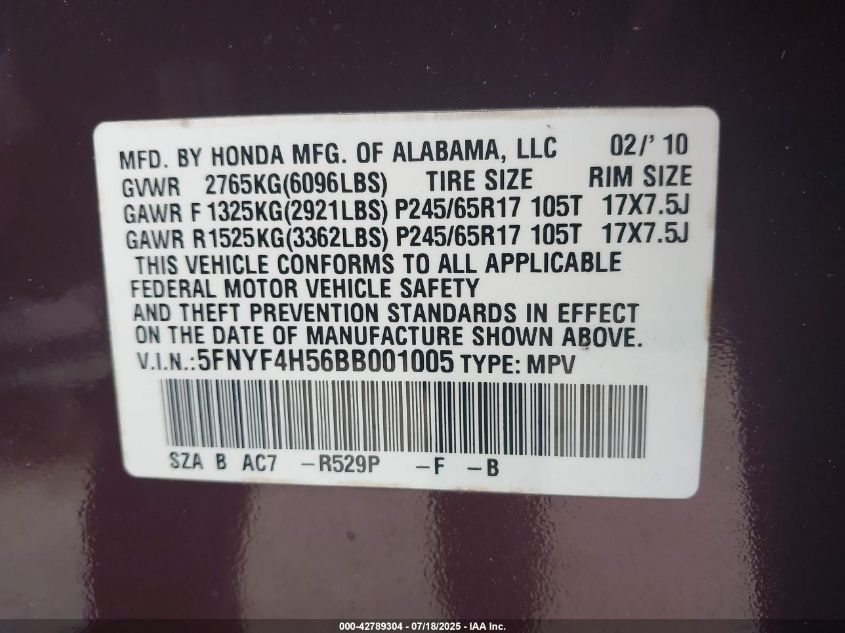 MFD. BY HONDA MFG. OF ALABAMA, LLC 02/' 10
GVWR 2765KG(6096LBS) TIRE SIZE RIM SIZE
GAWR F 1325KG(2921LBS) P245/65R17 105T 17X7.5J
GAWR R1525KG(3362LBS) P245/65R17 105T 17X7.5J
THIS VEHICLE CONFORMS TO ALL APPLICABLE
FEDERAL MOTOR VEHICLE SAFETY
AND THEFT PREVENTION STANDARDS IN EFFECT
ON THE DATE OF MANUFACTURE SHOWN ABOVE.
V.I.N.:5FNYF4H56BB001005 TYPE: MPV
SZA B AC7 -R529P -F -B
000-42789304 - 07/18/2025 - IAA Inc.